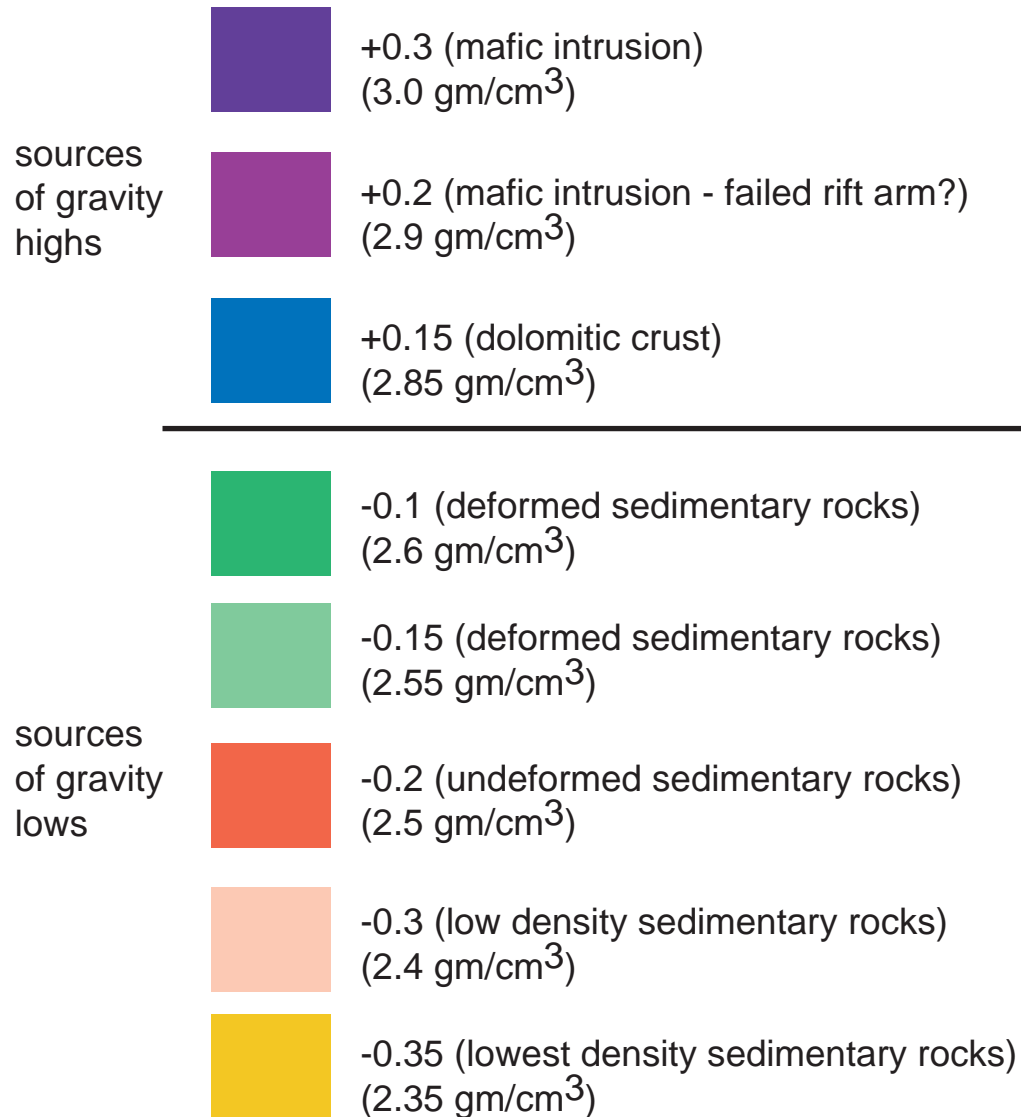 +0.3 (mafic intrusion)
(3.0 gm/cm³)
sources
of gravity
highs
+0.2 (mafic intrusion - failed rift arm?)
(2.9 gm/cm³)
+0.15 (dolomitic crust)
(2.85 gm/cm³)
-0.1 (deformed sedimentary rocks)
(2.6 gm/cm³)
-0.15 (deformed sedimentary rocks)
(2.55 gm/cm³)
sources
of gravity
lows
-0.2 (undeformed sedimentary rocks)
(2.5 gm/cm³)
-0.3 (low density sedimentary rocks)
(2.4 gm/cm³)
-0.35 (lowest density sedimentary rocks)
(2.35 gm/cm³)